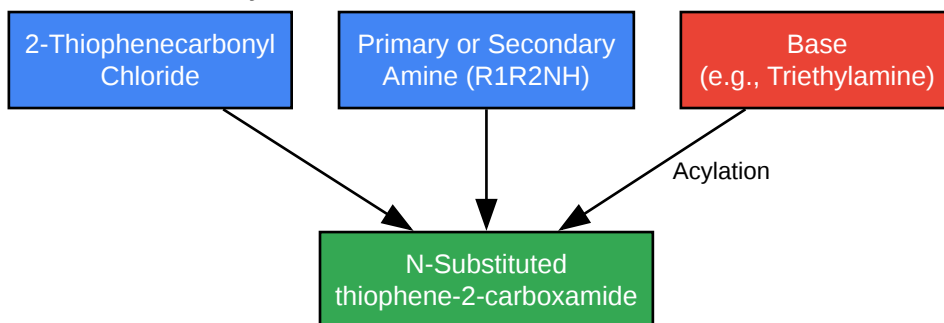 2-Thiophenecarbonyl
Chloride
Primary or Secondary
Amine (R1R2NH)
Base
(e.g., Triethylamine)
Acylation
N-Substituted
thiophene-2-carboxamide